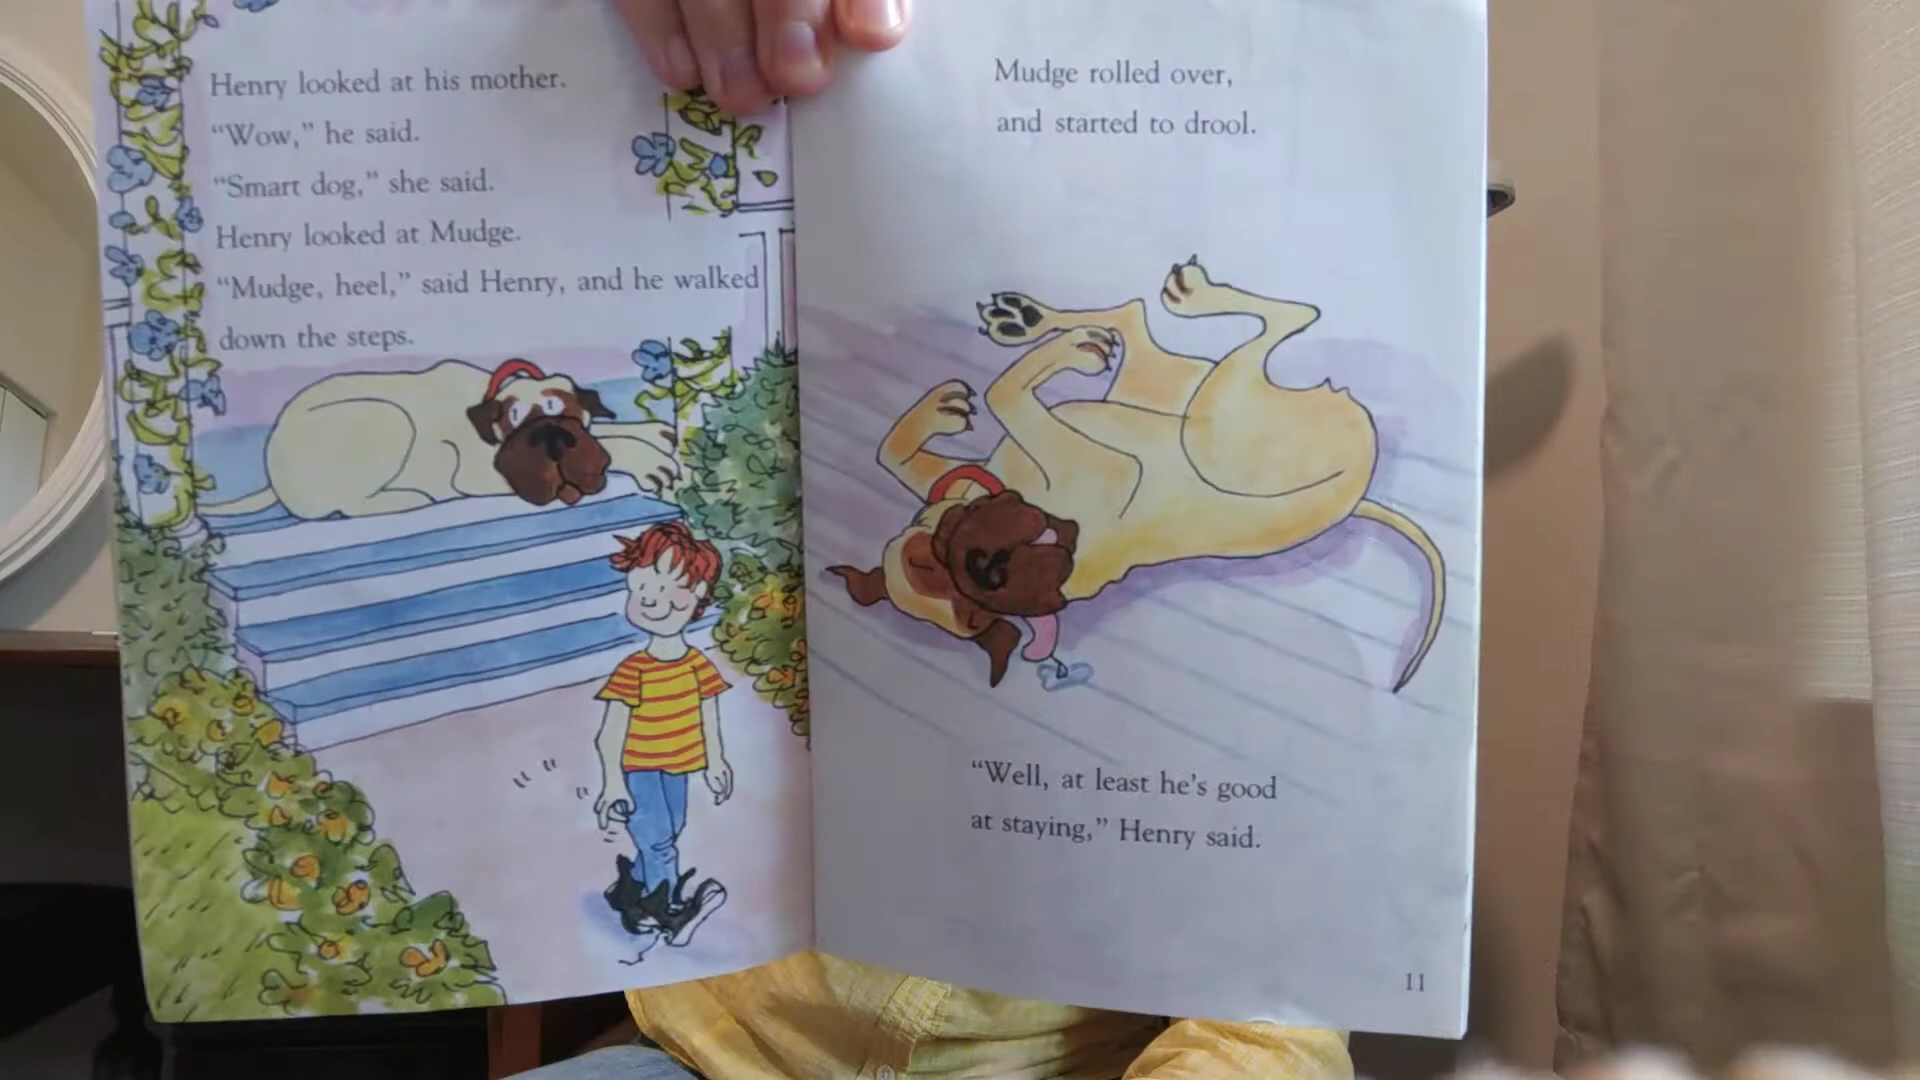 Henry looked at his mother.
“Wow,” he said.
“Smart dog,” she said.
Henry looked at Mudge.
“Mudge, heel,” said Henry, and he walked
down the steps.
Mudge rolled over,
and started to drool.
“Well, at least he’s good
at staying,” Henry said.
11